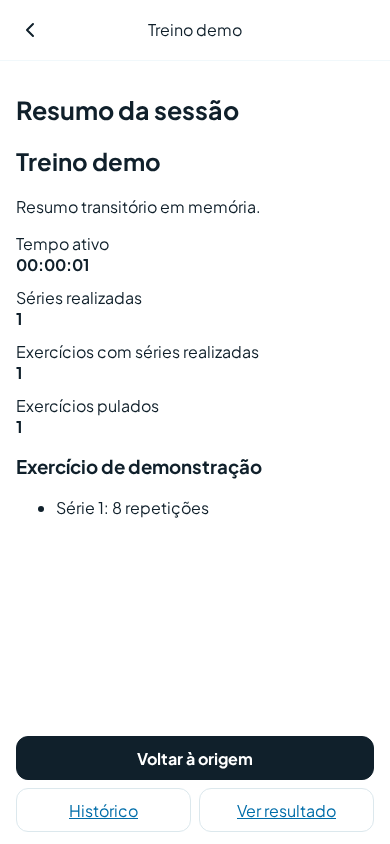 Treino demo
Resumo da sessão
Treino demo
Resumo transitório em memória.
Tempo ativo
00:00:01
Séries realizadas
1
Exercícios com séries realizadas
1
Exercícios pulados
1
Exercício de demonstração
Série 1: 8 repetições
Voltar à origem
Histórico
Ver resultado